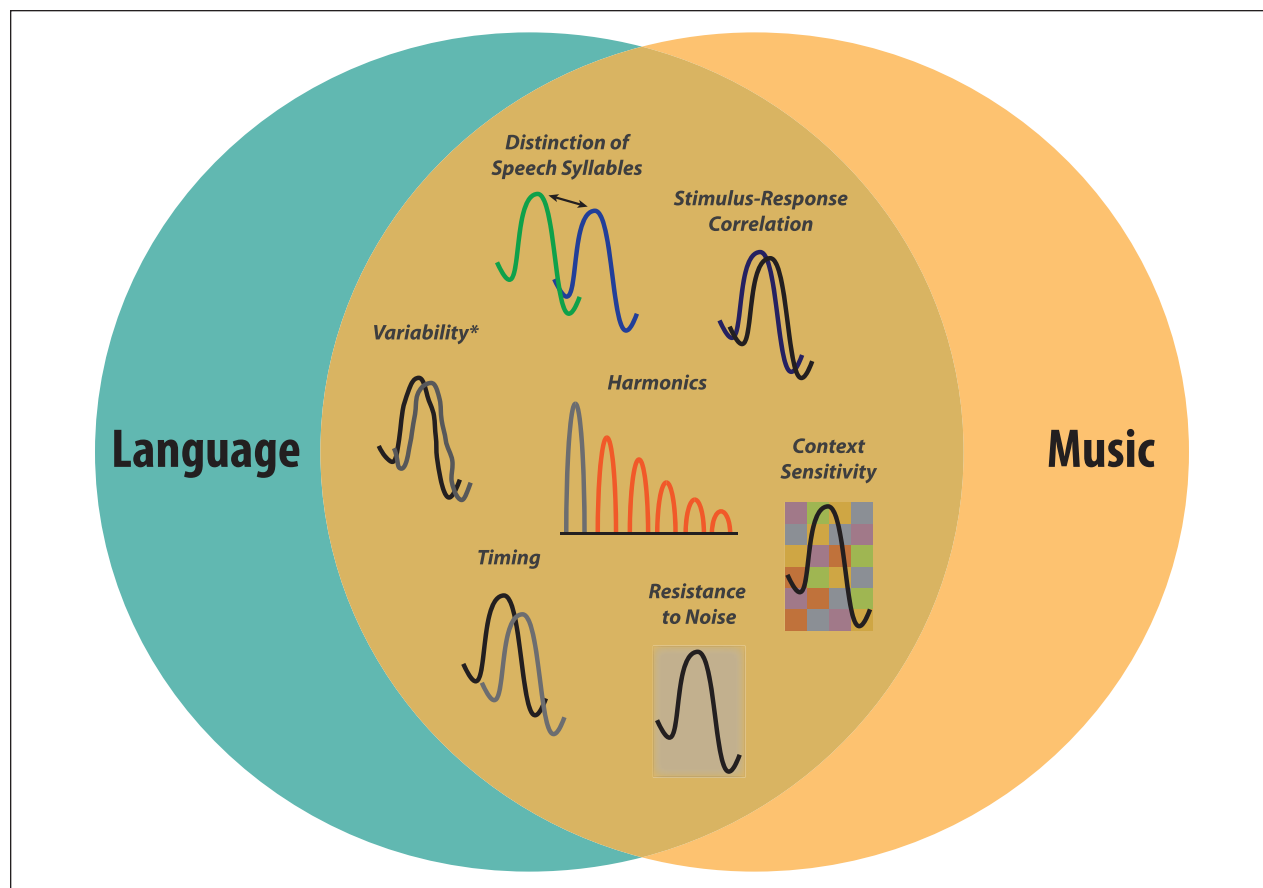 Distinction of
Speech Syllables
Stimulus-Response
Correlation
Variability*
Harmonics
Language
Music
Context
Sensitivity
Timing
Resistance
to Noise